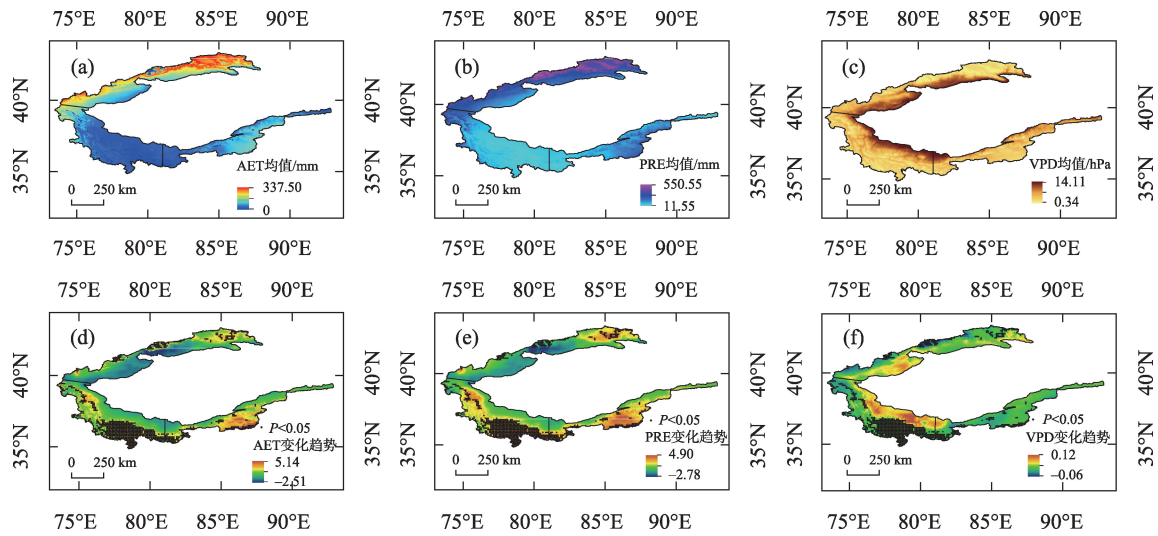 75°E 80°E 85°E 90°E 75°E 80°E 85°E 90°E 75°E 80°E 85°E 90°E
(a)
40°N
35°N
AET均值/mm
337.50
0
0 250 km
(b)
40°N
35°N
PRE均值/mm
550.55
11.55
0 250 km
(c)
40°N
35°N
VPD均值/hPa
14.11
0.34
0 250 km
75°E 80°E 85°E 90°E 75°E 80°E 85°E 90°E 75°E 80°E 85°E 90°E
75°E 80°E 85°E 90°E 75°E 80°E 85°E 90°E 75°E 80°E 85°E 90°E
(d)
40°N
35°N
P<0.05
AET变化趋势
5.14
−2.51
0 250 km
(e)
40°N
35°N
P<0.05
PRE变化趋势
4.90
−2.78
0 250 km
(f)
40°N
35°N
P<0.05
VPD变化趋势
0.12
−0.06
0 250 km
75°E 80°E 85°E 90°E 75°E 80°E 85°E 90°E 75°E 80°E 85°E 90°E